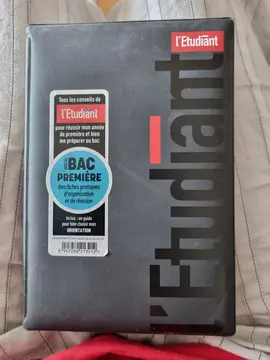 l'Etudiant
Tous les conseils de
l'Etudiant
pour réussir mon année
de première et bien
me préparer au bac
BAC
PREMIÈRE
Des fiches pratiques
d'organisation
et de révision
Inclus : un guide
pour bien choisir mon
ORIENTATION
l'Etudiant